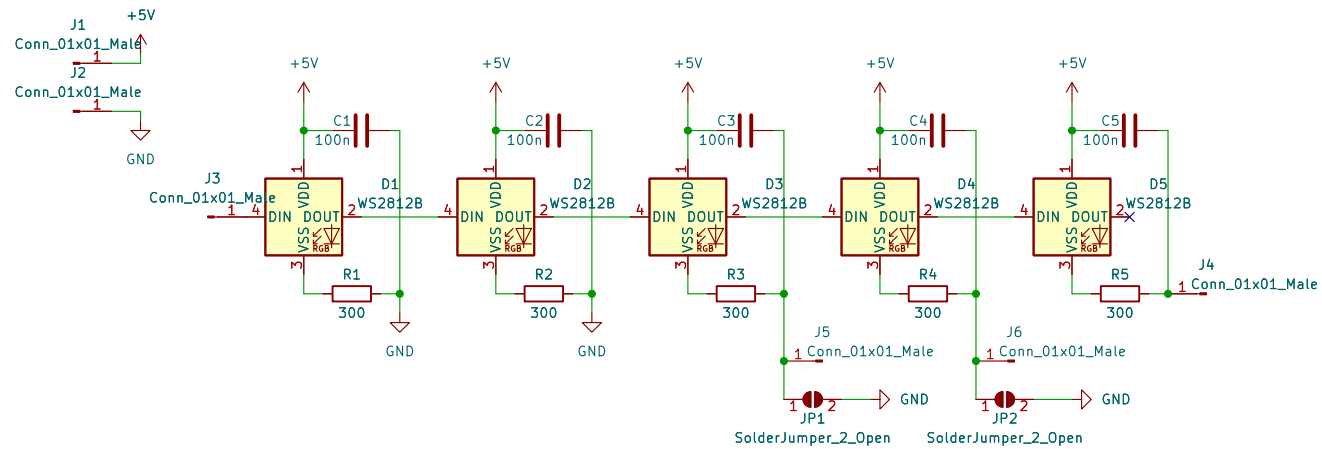 +5V
J1
Conn_01x01_Male
1
J2
Conn_01x01_Male
1
GND
+5V
+5V
+5V
+5V
+5V
C1
100n
C2
100n
C3
100n
C4
100n
C5
100n
J3
Conn_01x01_Male
1
4
1
VDD
DIN
DOUT
VSS
RGB
3
2
D1
WS2812B
4
1
VDD
DIN
DOUT
VSS
RGB
3
2
D2
WS2812B
4
1
VDD
DIN
DOUT
VSS
RGB
3
2
D3
WS2812B
4
1
VDD
DIN
DOUT
VSS
RGB
3
2
D4
WS2812B
4
1
VDD
DIN
DOUT
VSS
RGB
3
2
D5
WS2812B
R1
300
R2
300
R3
300
R4
300
R5
300
J4
Conn_01x01_Male
1
GND
GND
J5
Conn_01x01_Male
1
J6
Conn_01x01_Male
1
1
2
GND
JP1
SolderJumper_2_Open
1
2
GND
JP2
SolderJumper_2_Open